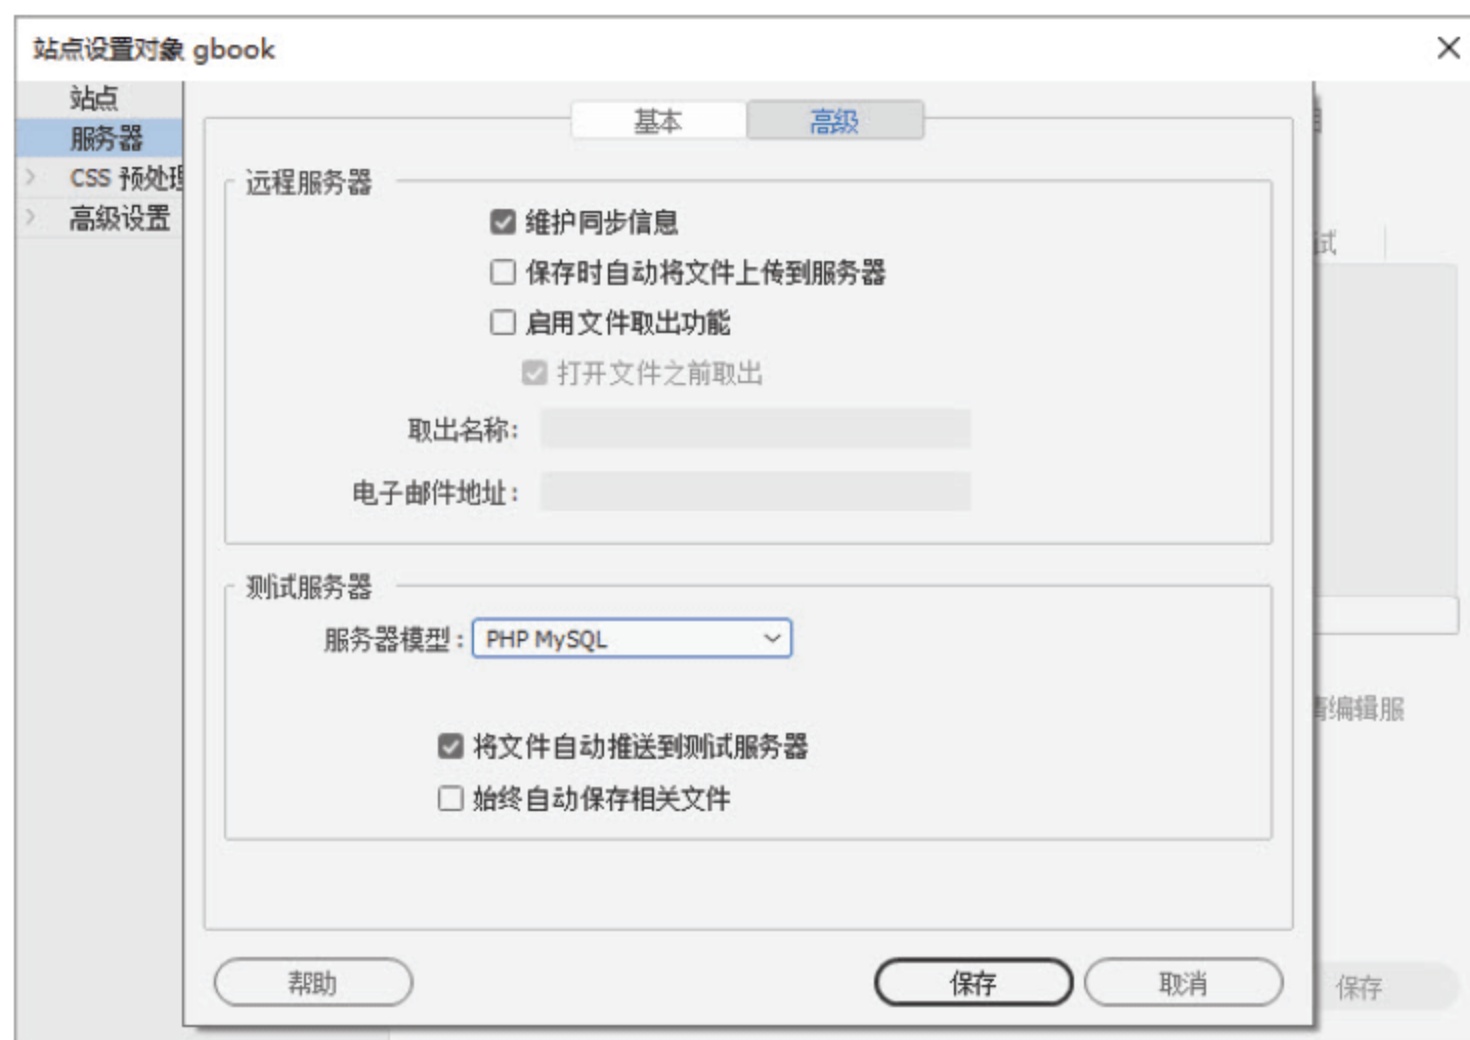 站点设置对象 gbook
站点
服务器
CSS 预处理
高级设置
基本
高级
远程服务器
维护同步信息
保存时自动将文件上传到服务器
启用文件取出功能
打开文件之前取出
取出名称：
电子邮件地址：
测试服务器
服务器模型：
PHP MySQL
将文件自动推送到测试服务器
始终自动保存相关文件
帮助
保存
取消
试
编辑服
保存